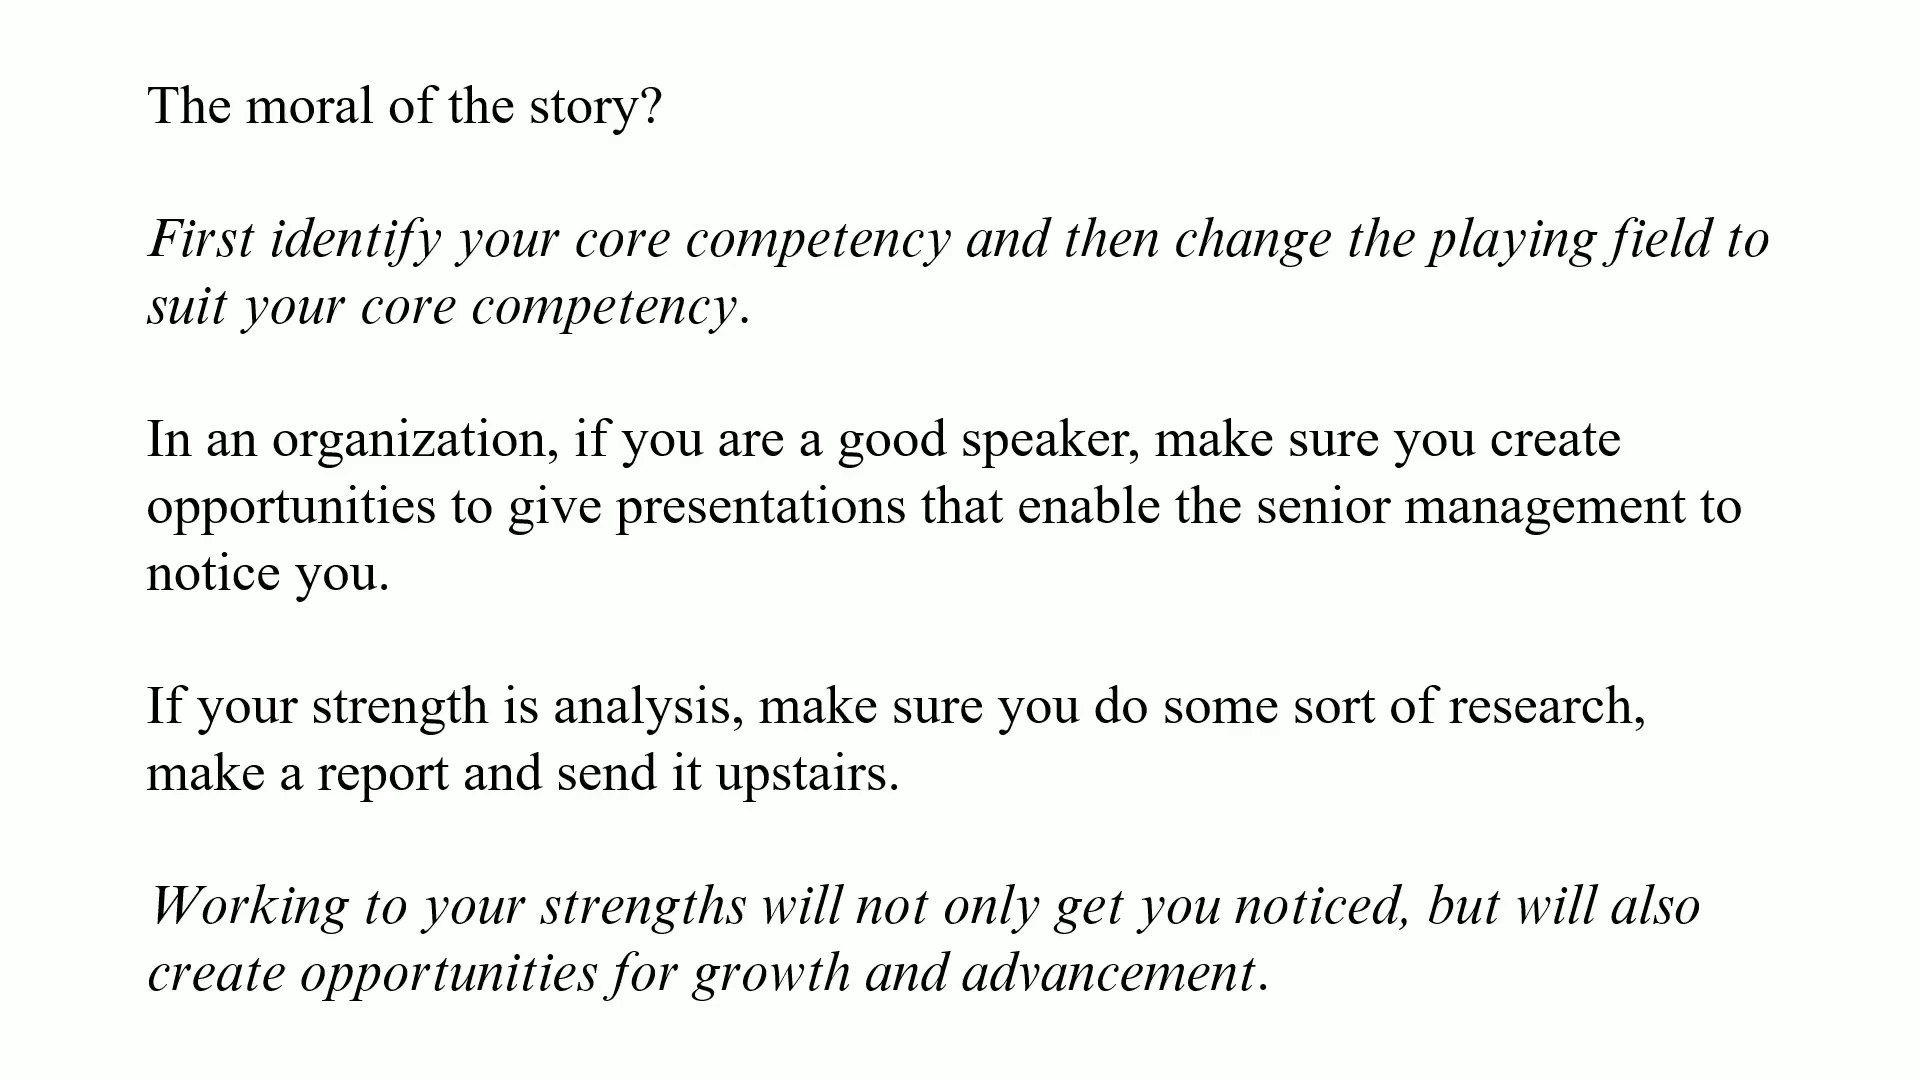 The moral of the story?
First identify your core competency and then change the playing field to
suit your core competency.
In an organization, if you are a good speaker, make sure you create
opportunities to give presentations that enable the senior management to
notice you.
If your strength is analysis, make sure you do some sort of research,
make a report and send it upstairs.
Working to your strengths will not only get you noticed, but will also
create opportunities for growth and advancement.